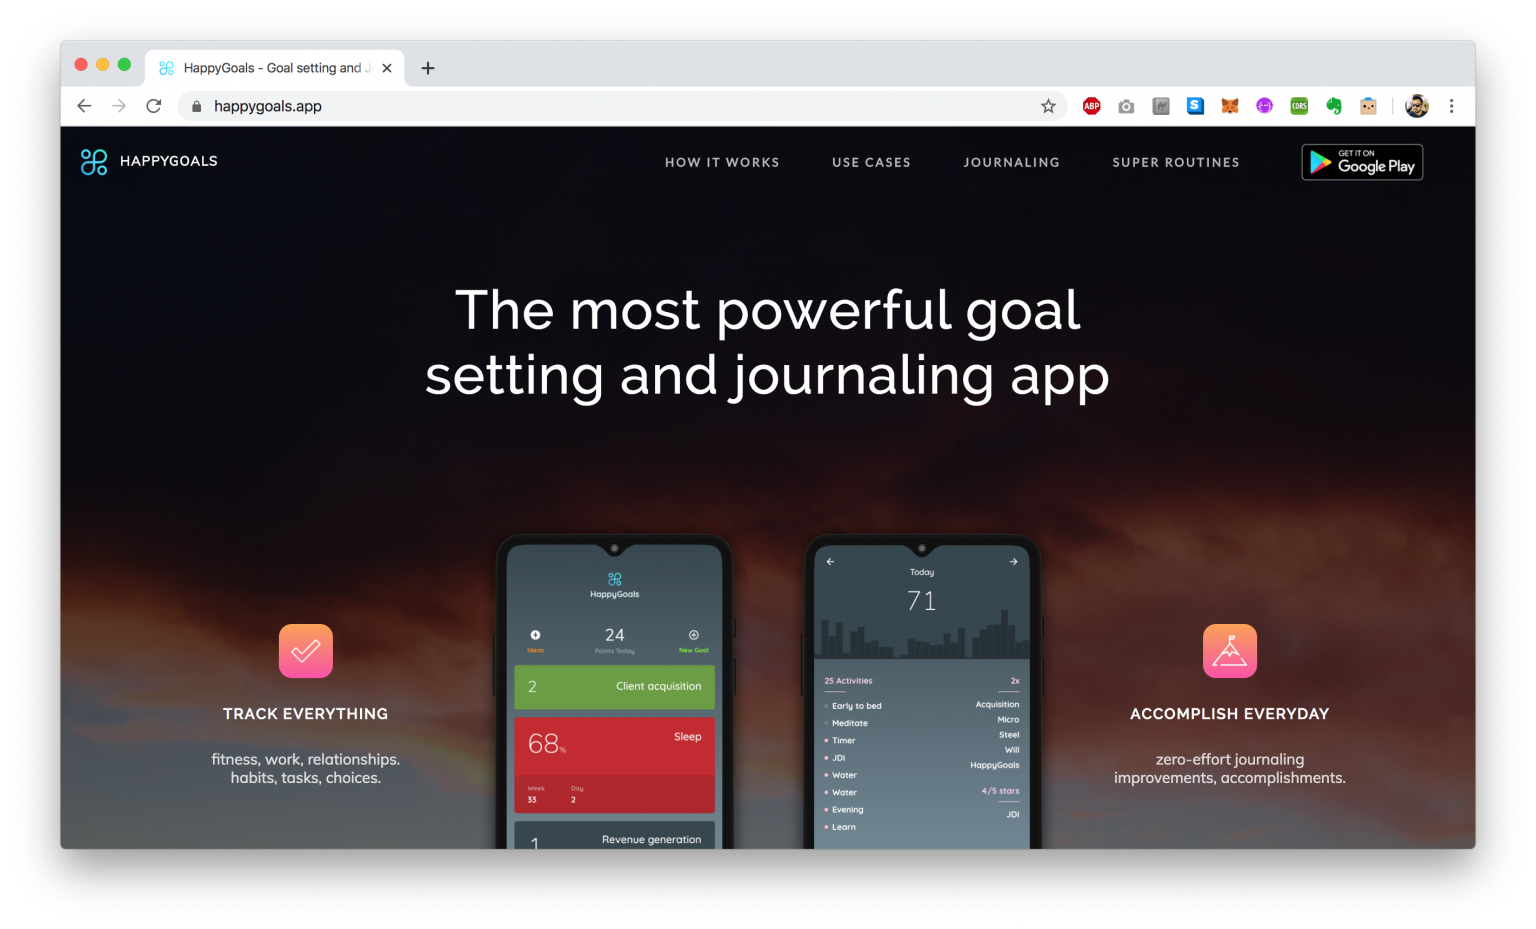 HappyGoals - Goal setting and J
happygoals.app
ABP
S
CORS
HAPPYGOALS
HOW IT WORKS
USE CASES
JOURNALING
SUPER ROUTINES
GET IT ON
Google Play
The most powerful goal
setting and journaling app
TRACK EVERYTHING
fitness, work, relationships.
habits, tasks, choices.
HappyGoals
24
Ideas
Points Today
New Goal
2
Client acquisition
68%
Sleep
Week
Day
33
2
1
Revenue generation
Today
71
25 Activities
2x
Early to bed
Meditate
Timer
JDI
Water
Water
Evening
Learn
Acquisition
Micro
Steel
Will
HappyGoals
4/5 stars
JDI
ACCOMPLISH EVERYDAY
zero-effort journaling
improvements, accomplishments.